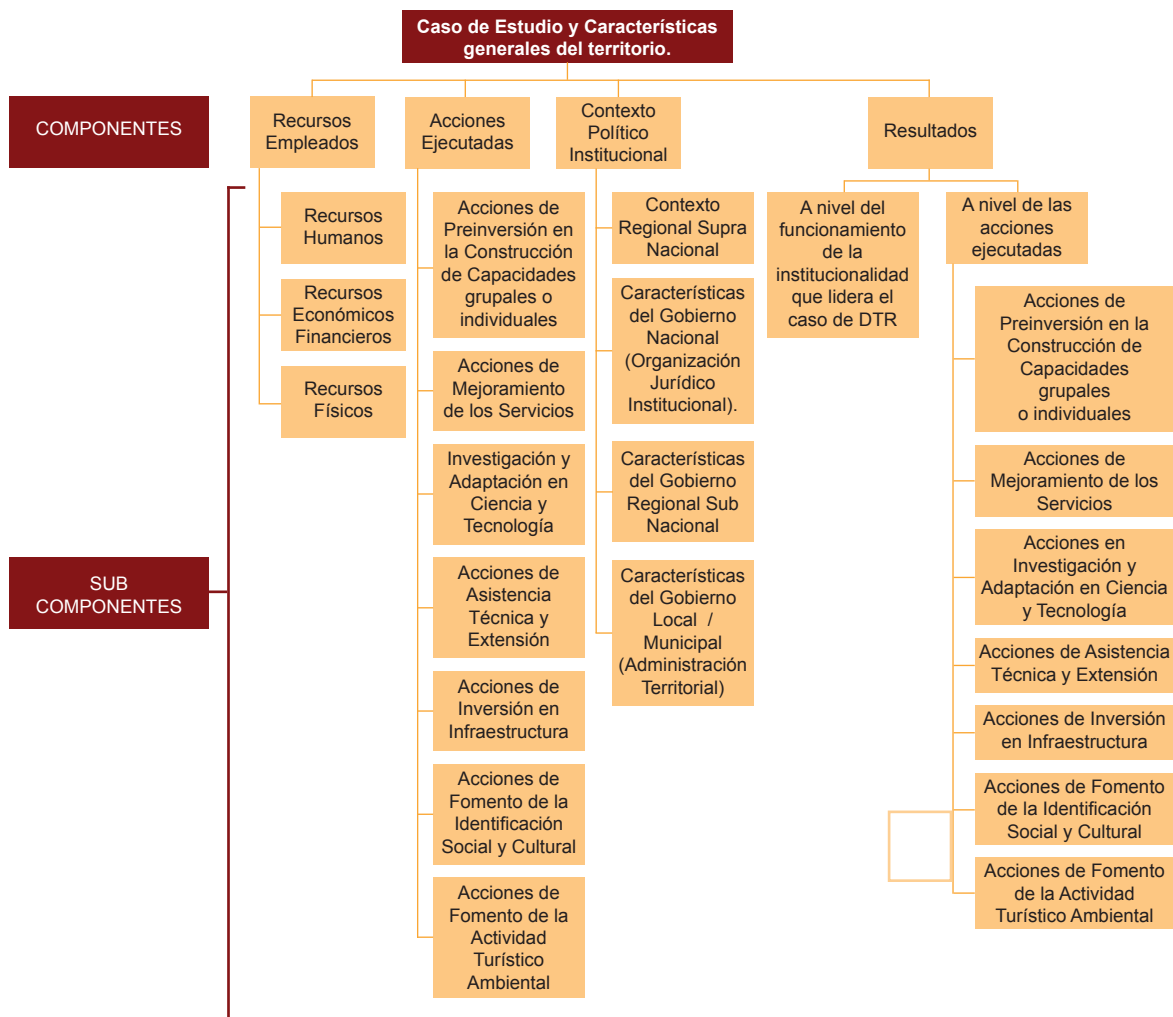 Caso de Estudio y Características
generales del territorio.
COMPONENTES
Recursos
Empleados
Acciones
Ejecutadas
Contexto
Político
Institucional
Resultados
SUB
COMPONENTES
Recursos
Humanos
Recursos
Económicos
Financieros
Recursos
Físicos
Acciones de
Preinversión en
la Construcción
de Capacidades
grupales o
individuales
Acciones de
Mejoramiento
de los Servicios
Investigación y
Adaptación en
Ciencia y
Tecnología
Acciones de
Asistencia
Técnica y
Extensión
Acciones de
Inversión en
Infraestructura
Acciones de
Fomento de la
Identificación
Social y Cultural
Acciones de
Fomento de la
Actividad
Turístico
Ambiental
Contexto
Regional Supra
Nacional
Características
del Gobierno
Nacional
(Organización
Jurídico
Institucional).
Características
del Gobierno
Regional Sub
Nacional
Características
del Gobierno
Local /
Municipal
(Administración
Territorial)
A nivel del
funcionamiento
de la
institucionalidad
que lidera el
caso de DTR
A nivel de las
acciones
ejecutadas
Acciones de
Preinversión en la
Construcción de
Capacidades
grupales
o individuales
Acciones de
Mejoramiento de los
Servicios
Acciones en
Investigación y
Adaptación en Ciencia
y Tecnología
Acciones de Asistencia
Técnica y Extensión
Acciones de Inversión
en Infraestructura
Acciones de Fomento
de la Identificación
Social y Cultural
Acciones de Fomento
de la Actividad
Turístico Ambiental